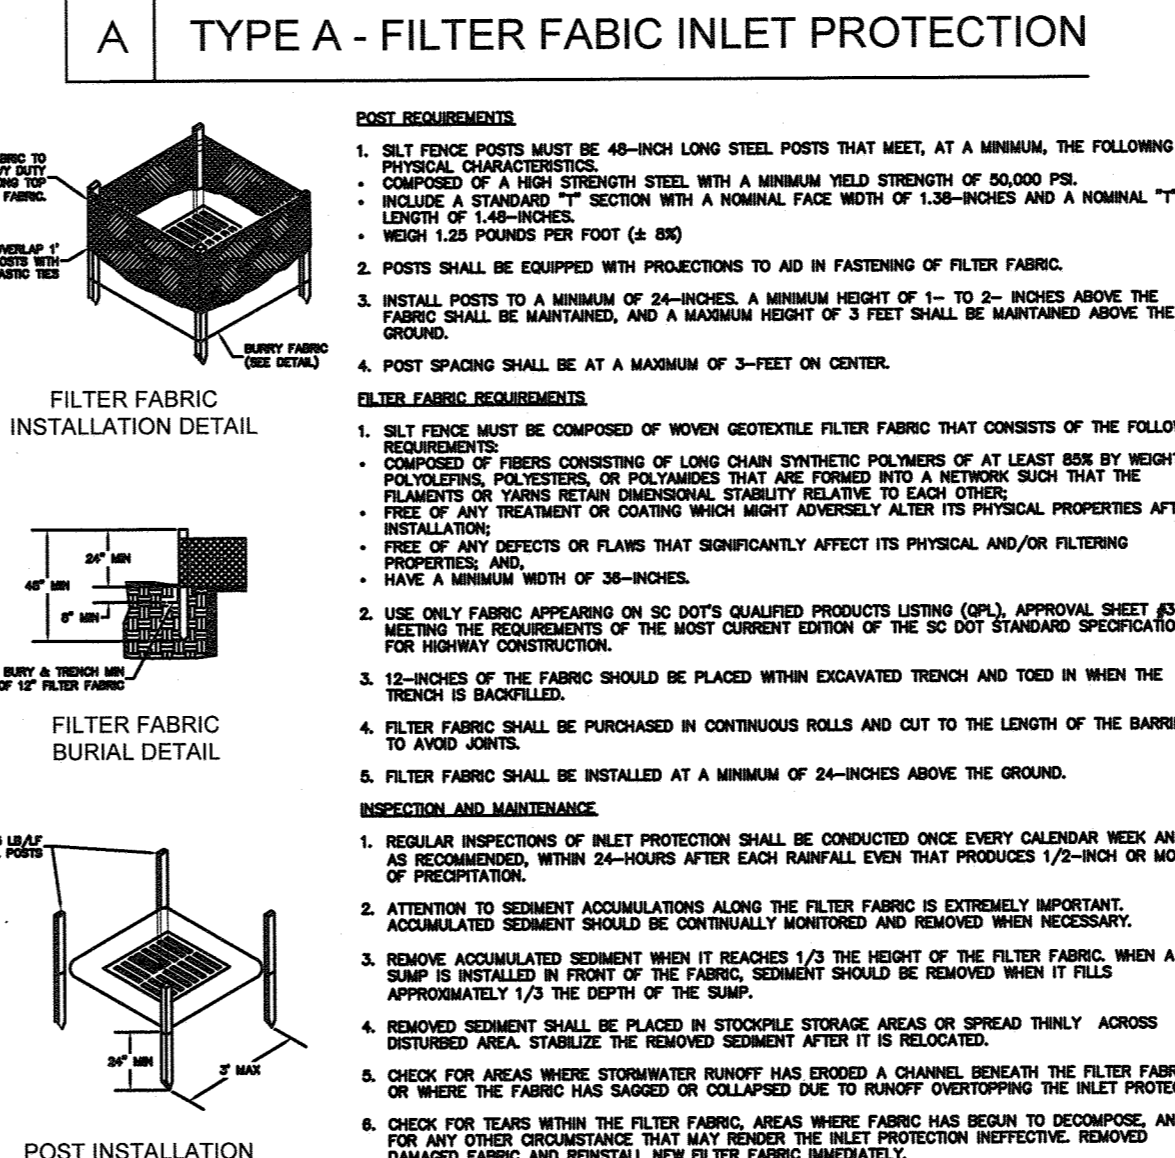 A
TYPE A - FILTER FABIC INLET PROTECTION
BRIC TO
VY DUTY
ONG TOP
FABRIC.
OVERLAP 1'
OSTS WITH
ASTIC TIES
BURRY FABRIC
(SEE DETAIL)
FILTER FABRIC
INSTALLATION DETAIL
24" MIN
48" MIN
8" MIN
BURY & TRENCH MIN
OF 12" FILTER FABRIC
FILTER FABRIC
BURIAL DETAIL
LB/LF
POSTS
24" MIN
3' MAX
POST INSTALLATION
POST REQUIREMENTS
1. SILT FENCE POSTS MUST BE 48-INCH LONG STEEL POSTS THAT MEET, AT A MINIMUM, THE FOLLOWING
PHYSICAL CHARACTERISTICS.
• COMPOSED OF A HIGH STRENGTH STEEL WITH A MINIMUM YIELD STRENGTH OF 50,000 PSI.
• INCLUDE A STANDARD "T" SECTION WITH A NOMINAL FACE WIDTH OF 1.38-INCHES AND A NOMINAL "T"
LENGTH OF 1.48-INCHES.
• WEIGH 1.25 POUNDS PER FOOT (± 8%)
2. POSTS SHALL BE EQUIPPED WITH PROJECTIONS TO AID IN FASTENING OF FILTER FABRIC.
3. INSTALL POSTS TO A MINIMUM OF 24-INCHES. A MINIMUM HEIGHT OF 1- TO 2- INCHES ABOVE THE
FABRIC SHALL BE MAINTAINED, AND A MAXIMUM HEIGHT OF 3 FEET SHALL BE MAINTAINED ABOVE THE
GROUND.
4. POST SPACING SHALL BE AT A MAXIMUM OF 3-FEET ON CENTER.
FILTER FABRIC REQUIREMENTS
1. SILT FENCE MUST BE COMPOSED OF WOVEN GEOTEXTILE FILTER FABRIC THAT CONSISTS OF THE FOLLOW
REQUIREMENTS:
• COMPOSED OF FIBERS CONSISTING OF LONG CHAIN SYNTHETIC POLYMERS OF AT LEAST 85% BY WEIGHT
POLYOLEFINS, POLYESTERS, OR POLYAMIDES THAT ARE FORMED INTO A NETWORK SUCH THAT THE
FILAMENTS OR YARNS RETAIN DIMENSIONAL STABILITY RELATIVE TO EACH OTHER;
• FREE OF ANY TREATMENT OR COATING WHICH MIGHT ADVERSELY ALTER ITS PHYSICAL PROPERTIES AFT
INSTALLATION;
• FREE OF ANY DEFECTS OR FLAWS THAT SIGNIFICANTLY AFFECT ITS PHYSICAL AND/OR FILTERING
PROPERTIES; AND,
• HAVE A MINIMUM WIDTH OF 36-INCHES.
2. USE ONLY FABRIC APPEARING ON SC DOT'S QUALIFIED PRODUCTS LISTING (QPL), APPROVAL SHEET #3
MEETING THE REQUIREMENTS OF THE MOST CURRENT EDITION OF THE SC DOT STANDARD SPECIFICATIO
FOR HIGHWAY CONSTRUCTION.
3. 12-INCHES OF THE FABRIC SHOULD BE PLACED WITHIN EXCAVATED TRENCH AND TOED IN WHEN THE
TRENCH IS BACKFILLED.
4. FILTER FABRIC SHALL BE PURCHASED IN CONTINUOUS ROLLS AND CUT TO THE LENGTH OF THE BARRI
TO AVOID JOINTS.
5. FILTER FABRIC SHALL BE INSTALLED AT A MINIMUM OF 24-INCHES ABOVE THE GROUND.
INSPECTION AND MAINTENANCE
1. REGULAR INSPECTIONS OF INLET PROTECTION SHALL BE CONDUCTED ONCE EVERY CALENDAR WEEK AN
AS RECOMMENDED, WITHIN 24-HOURS AFTER EACH RAINFALL EVEN THAT PRODUCES 1/2-INCH OR MO
OF PRECIPITATION.
2. ATTENTION TO SEDIMENT ACCUMULATIONS ALONG THE FILTER FABRIC IS EXTREMELY IMPORTANT.
ACCUMULATED SEDIMENT SHOULD BE CONTINUALLY MONITORED AND REMOVED WHEN NECESSARY.
3. REMOVE ACCUMULATED SEDIMENT WHEN IT REACHES 1/3 THE HEIGHT OF THE FILTER FABRIC. WHEN A
SUMP IS INSTALLED IN FRONT OF THE FABRIC, SEDIMENT SHOULD BE REMOVED WHEN IT FILLS
APPROXIMATELY 1/3 THE DEPTH OF THE SUMP.
4. REMOVED SEDIMENT SHALL BE PLACED IN STOCKPILE STORAGE AREAS OR SPREAD THINLY ACROSS
DISTURBED AREA. STABILIZE THE REMOVED SEDIMENT AFTER IT IS RELOCATED.
5. CHECK FOR AREAS WHERE STORMWATER RUNOFF HAS ERODED A CHANNEL BENEATH THE FILTER FABR
OR WHERE THE FABRIC HAS SAGGED OR COLLAPSED DUE TO RUNOFF OVERTOPPING THE INLET PROTEC
6. CHECK FOR TEARS WITHIN THE FILTER FABRIC, AREAS WHERE FABRIC HAS BEGUN TO DECOMPOSE, AN
FOR ANY OTHER CIRCUMSTANCE THAT MAY RENDER THE INLET PROTECTION INEFFECTIVE. REMOVED
DAMAGED FABRIC AND REINSTALL NEW FILTER FABRIC IMMEDIATELY.